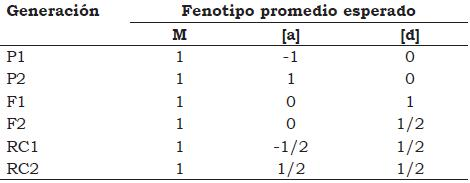 Generación Fenotipo promedio esperado
M [a] [d]
P1 1 -1 0
P2 1 1 0
F1 1 0 1
F2 1 0 1/2
RC1 1 -1/2 1/2
RC2 1 1/2 1/2